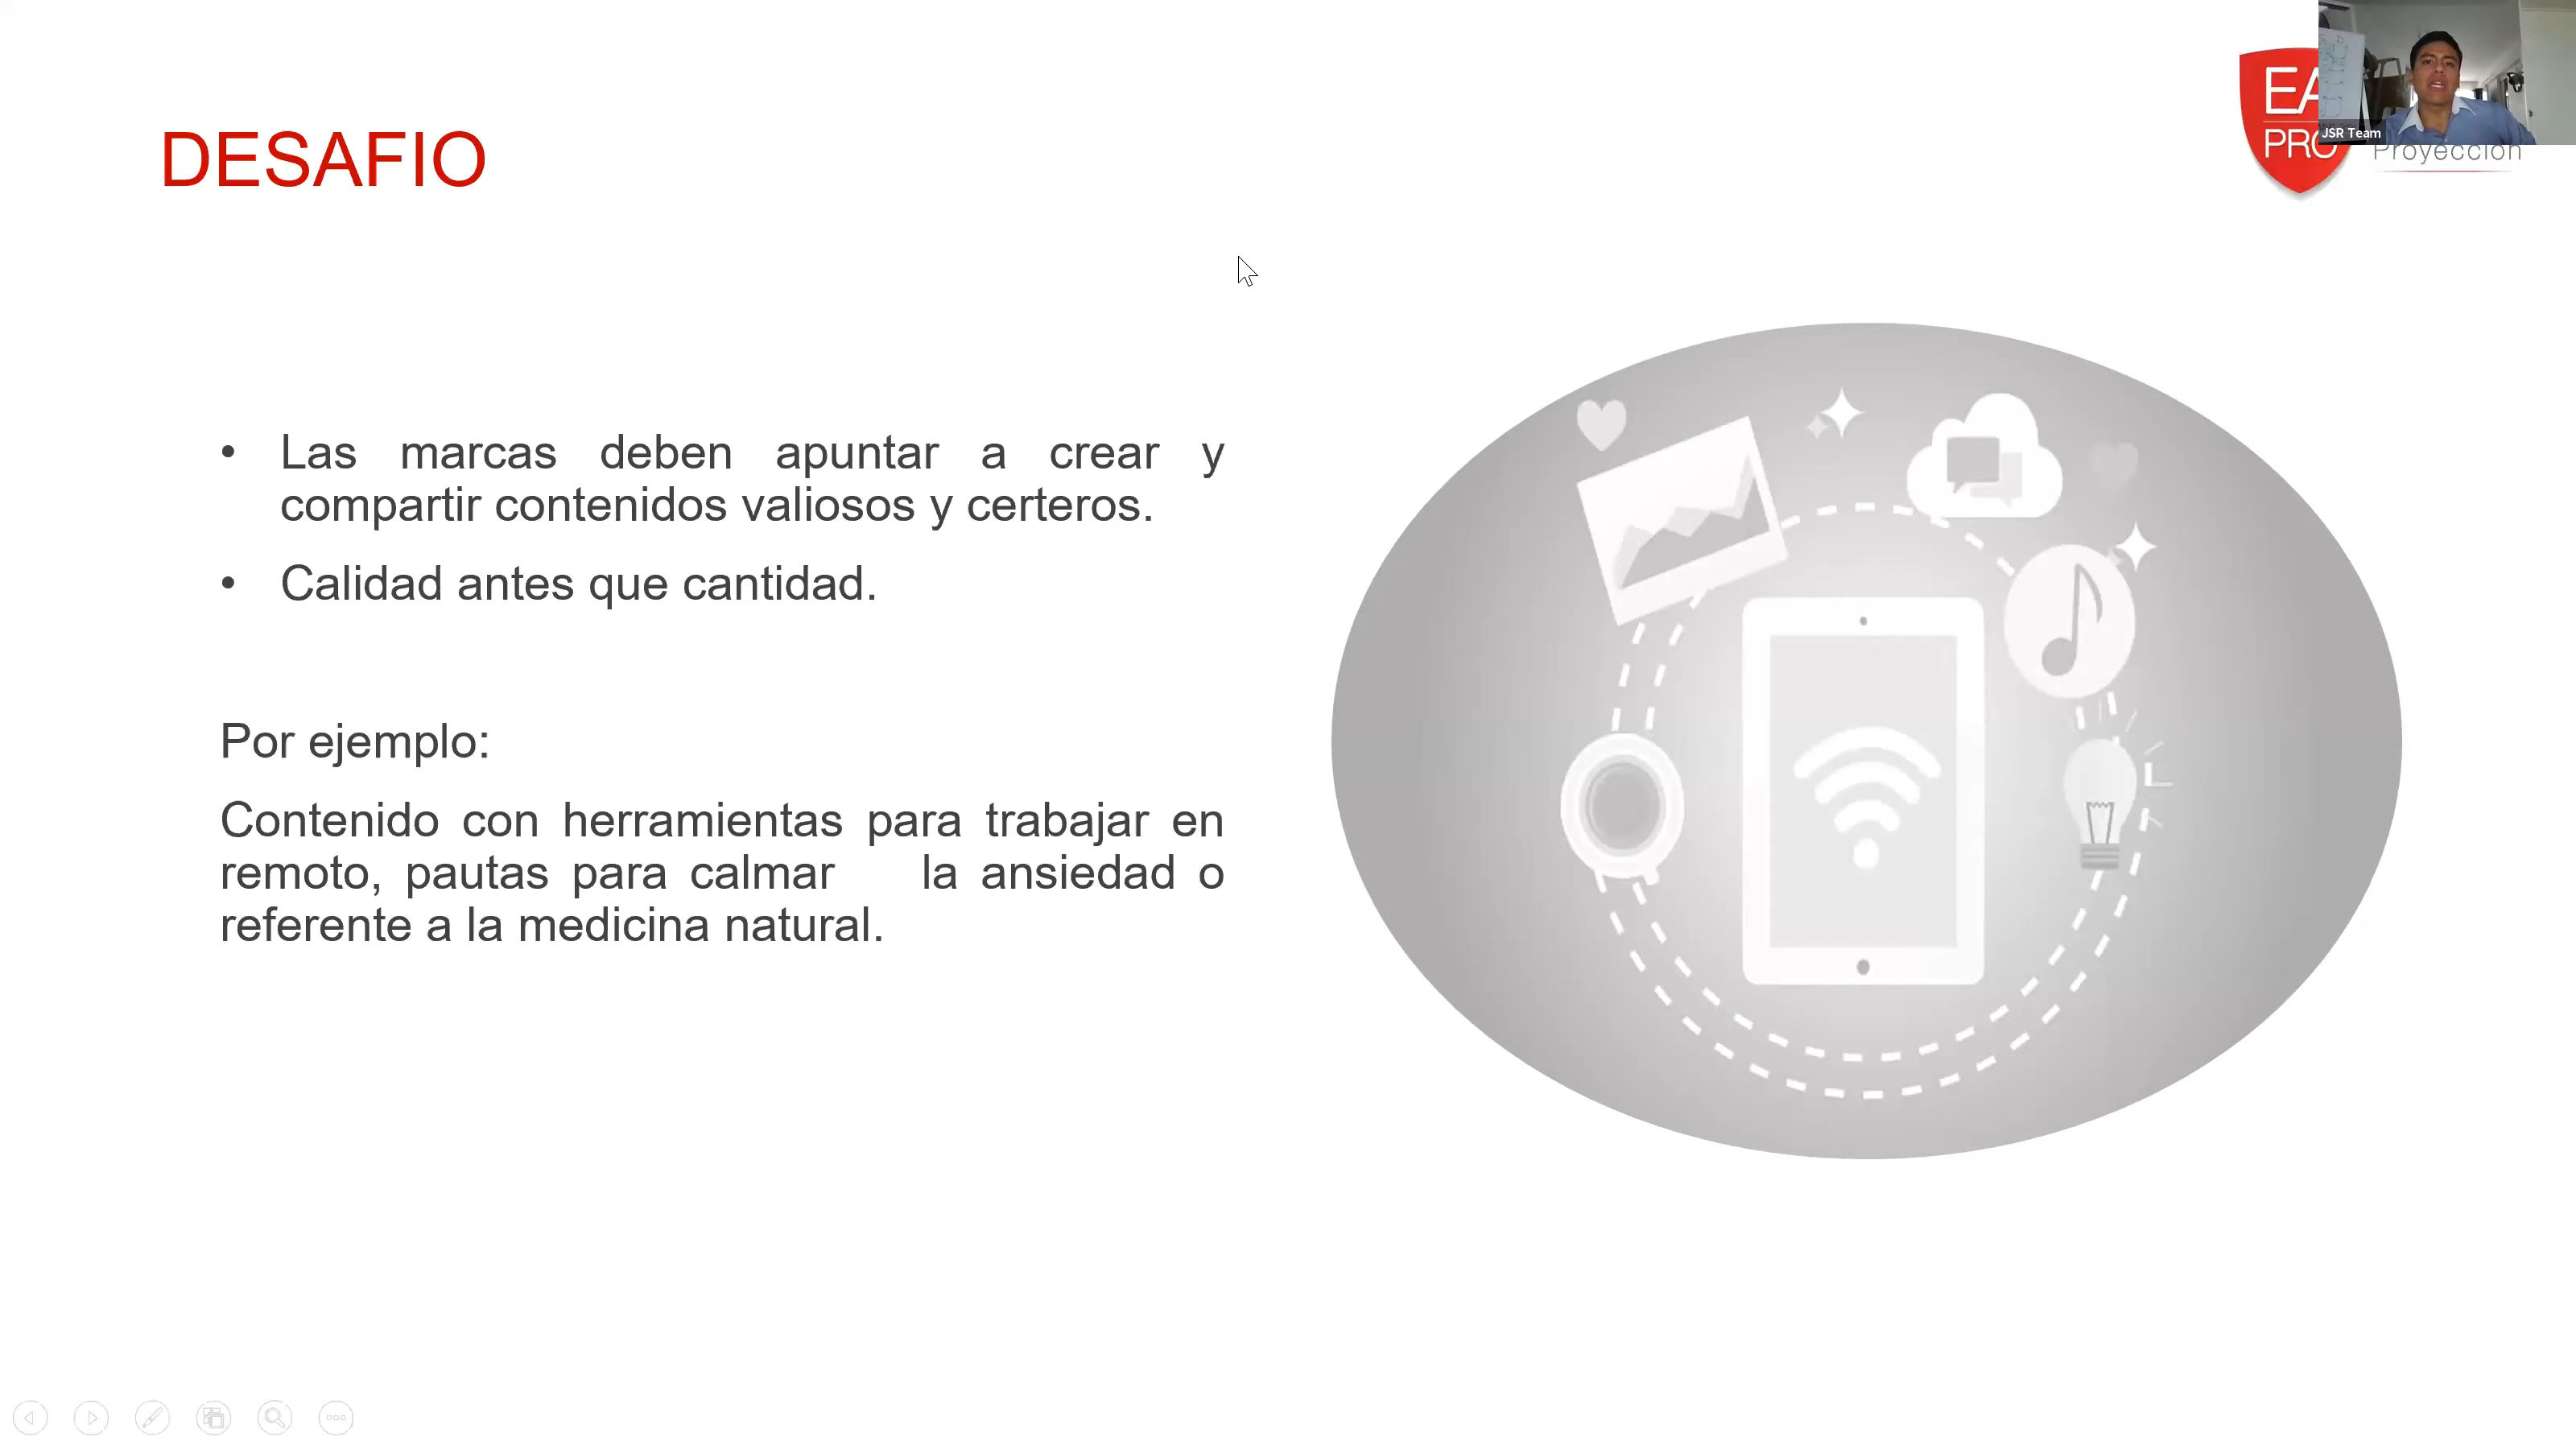 DESAFIO
JSR Team
PRO
Proyección
• Las marcas deben apuntar a crear y
compartir contenidos valiosos y certeros.
• Calidad antes que cantidad.
Por ejemplo:
Contenido con herramientas para trabajar en
remoto, pautas para calmar la ansiedad o
referente a la medicina natural.